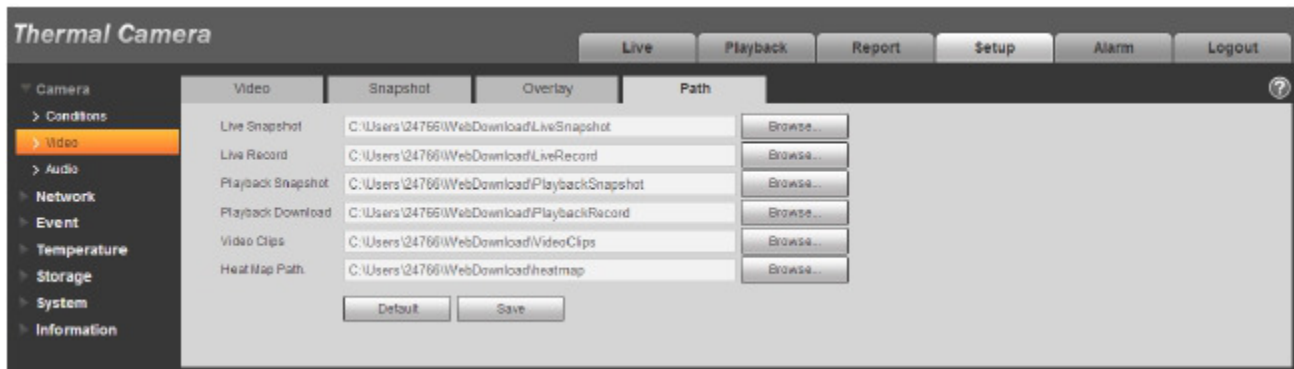 Thermal Camera
Live Playback Report Setup Alarm Logout
Camera
> Conditions
> Video
> Audio
Network
Event
Temperature
Storage
System
Information
Video Snapshot Overlay Path ?
Live Snapshot C:\Users\24766\WebDownload\LiveSnapshot Browse...
Live Record C:\Users\24766\WebDownload\LiveRecord Browse...
Playback Snapshot C:\Users\24766\WebDownload\PlaybackSnapshot Browse...
Playback Download C:\Users\24766\WebDownload\PlaybackRecord Browse...
Video Clips C:\Users\24766\WebDownload\VideoClips Browse...
Heat Map Path. C:\Users\24766\WebDownload\heatmap Browse...
Default Save